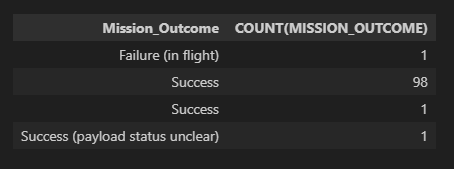 Mission_Outcome COUNT(MISSION_OUTCOME)
Failure (in flight) 1
Success 98
Success 1
Success (payload status unclear) 1